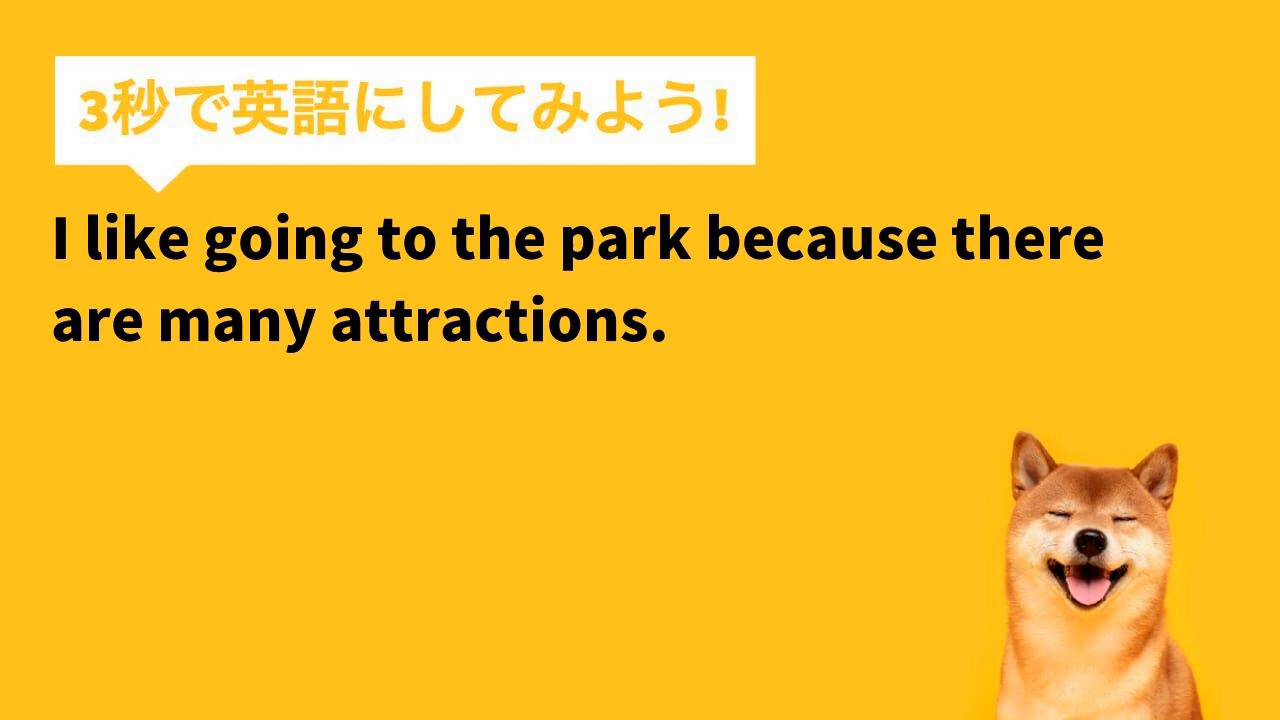 3秒で英語にしてみよう!
I like going to the park because there
are many attractions.